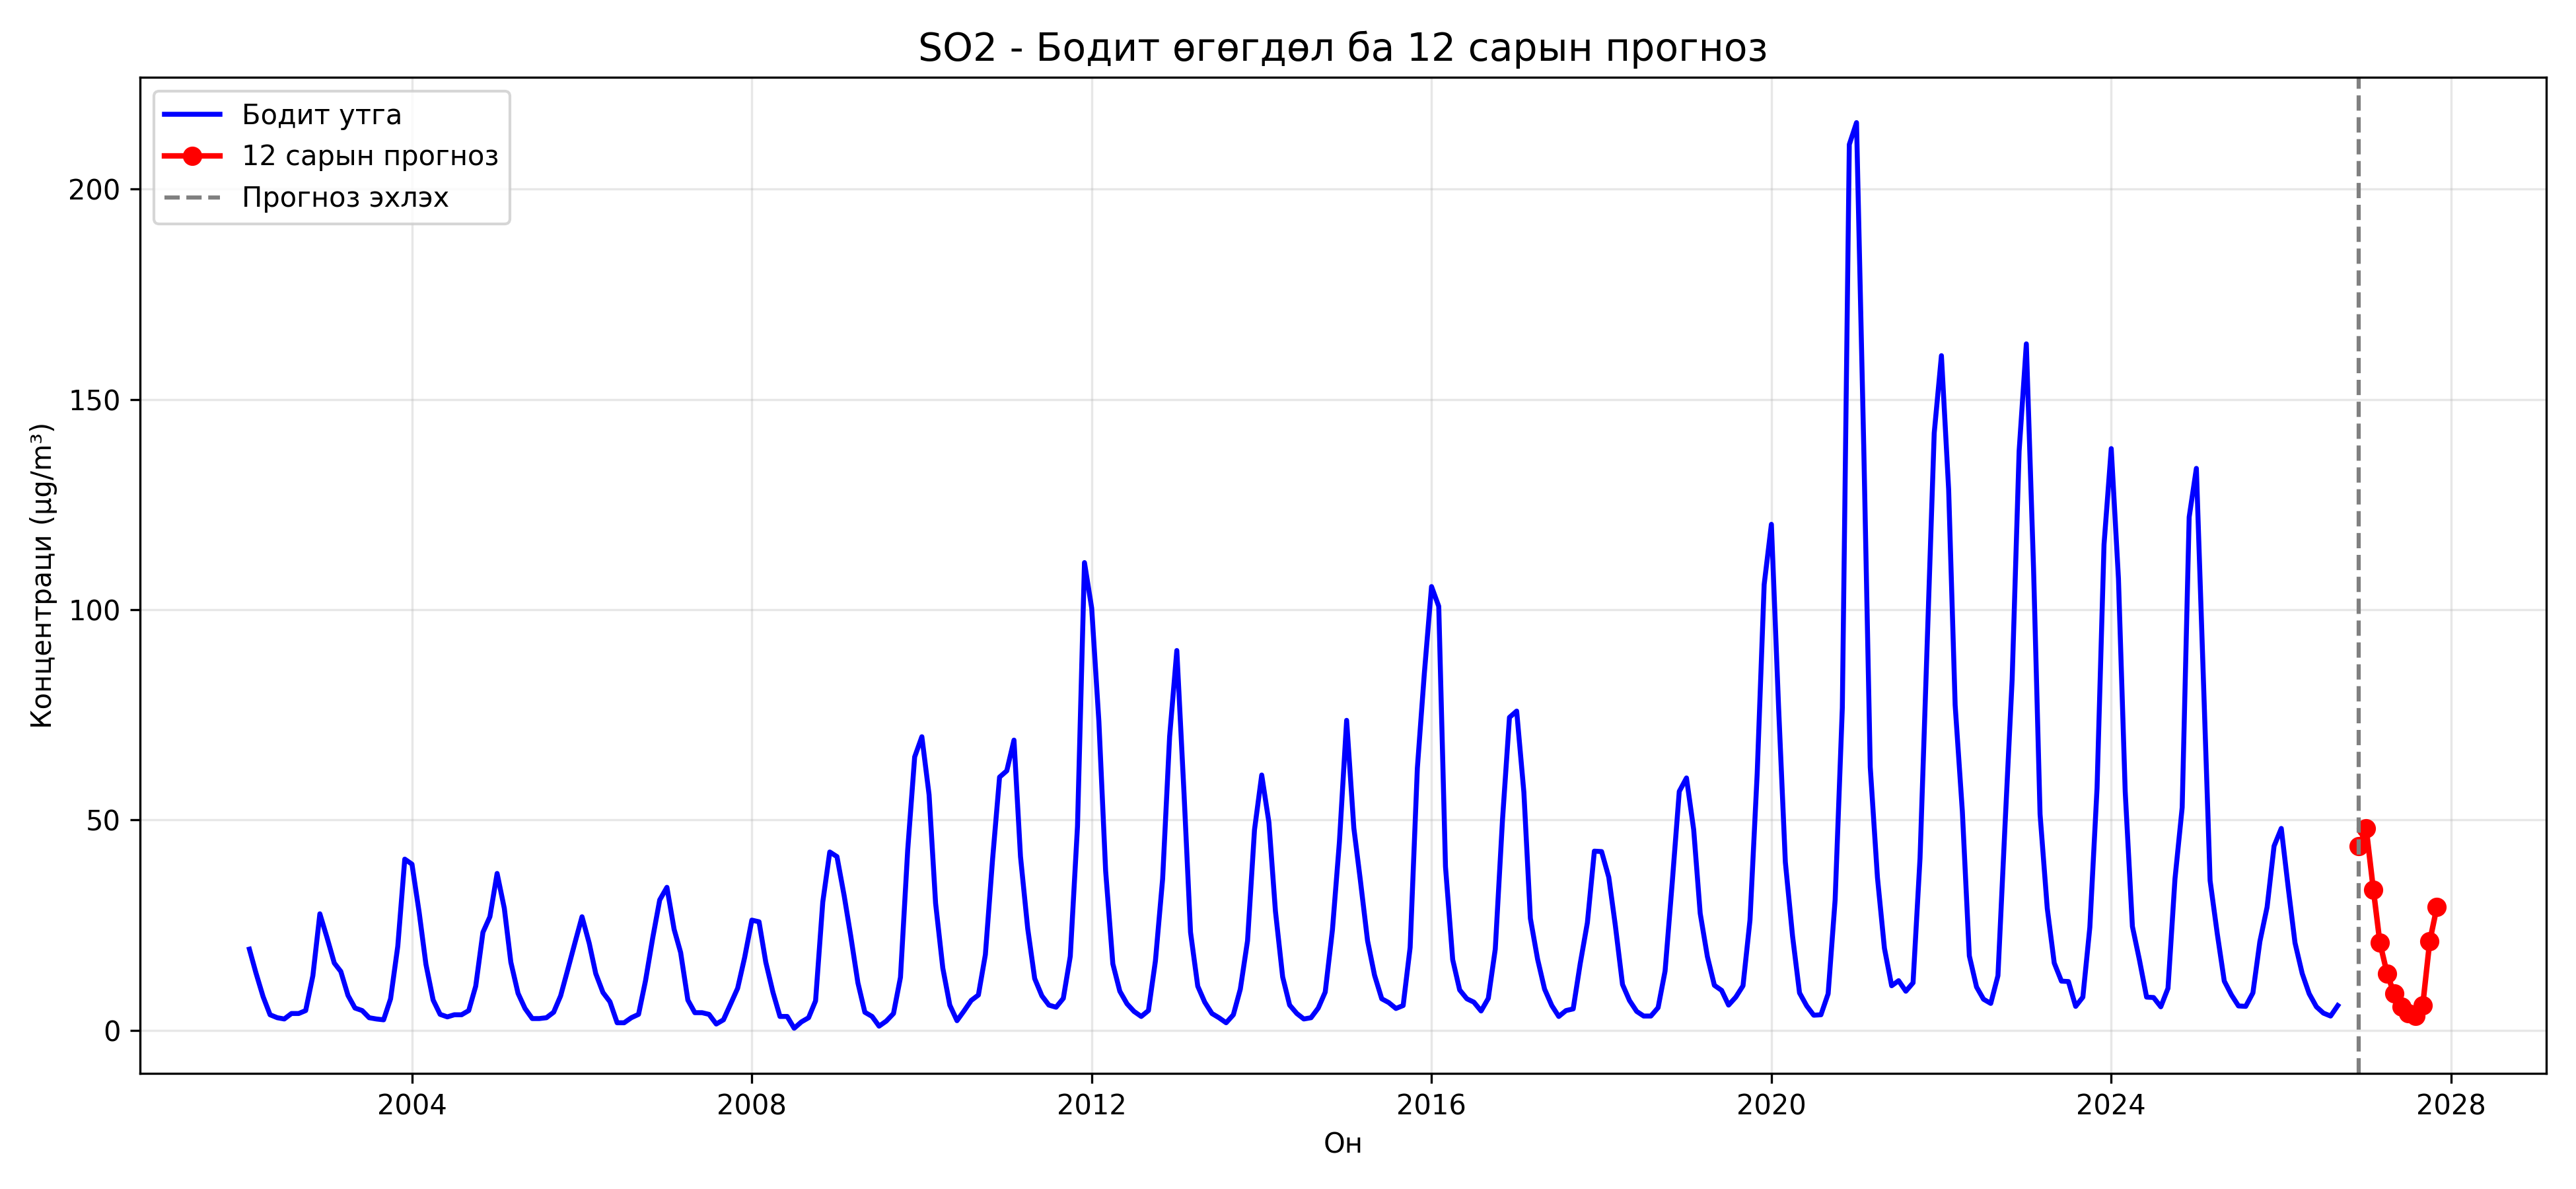 SO2 - Бодит өгөгдөл ба 12 сарын прогноз
Бодит утга
12 сарын прогноз
Прогноз эхлэх
Концентраци (µg/m³)
200
150
100
50
0
2004 2008 2012 2016 2020 2024 2028
Он